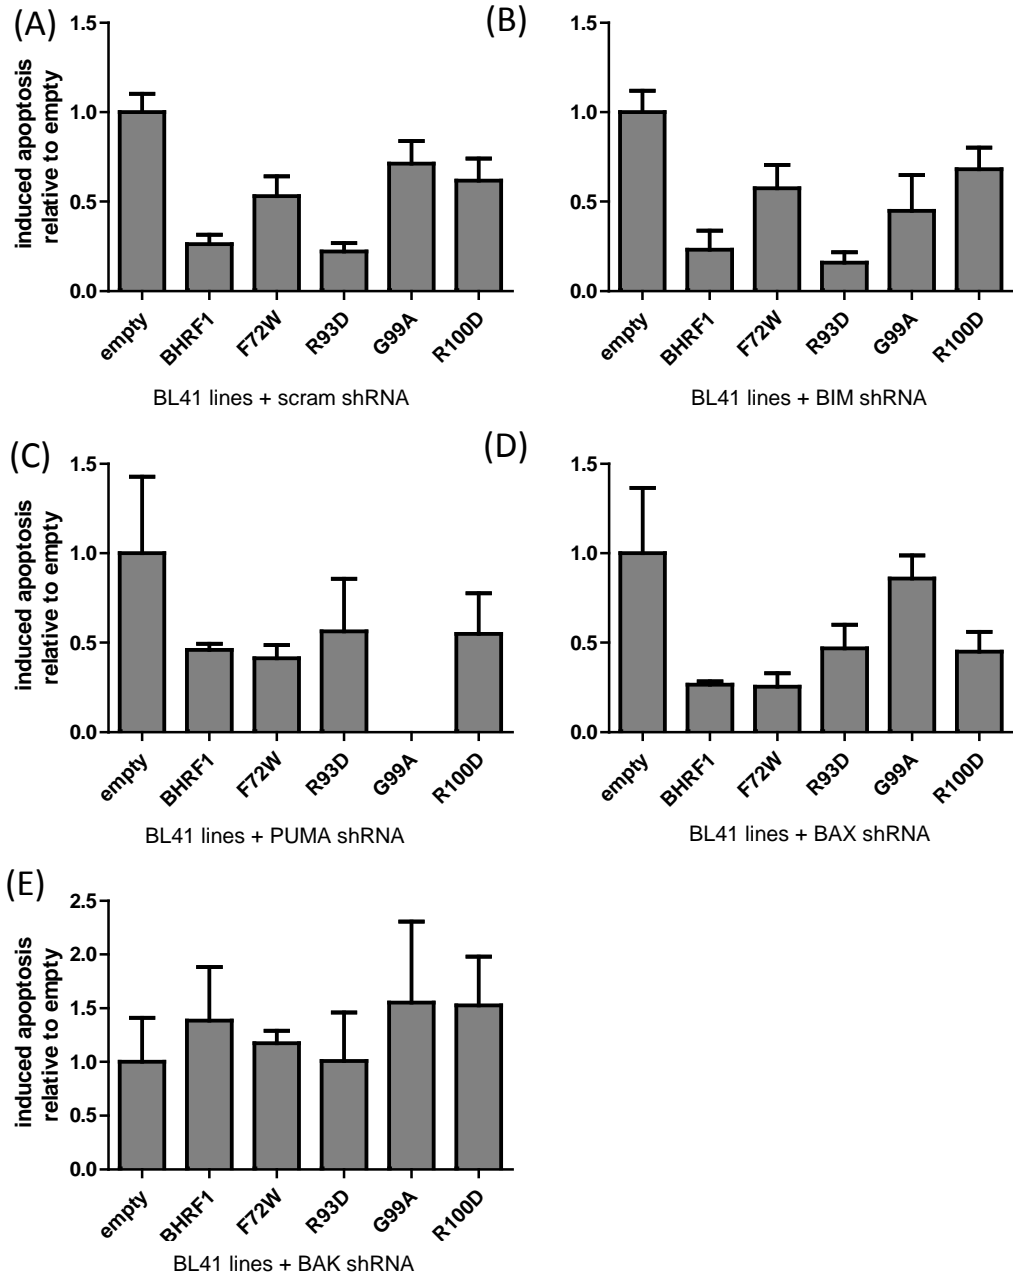 (A)
induced apoptosis
relative to empty
1.5
1.0
0.5
0.0
empty
BHRF1
F72W
R93D
G99A
R100D
BL41 lines + scram shRNA
(B)
1.5
1.0
0.5
0.0
empty
BHRF1
F72W
R93D
G99A
R100D
BL41 lines + BIM shRNA
(C)
induced apoptosis
relative to empty
1.5
1.0
0.5
0.0
empty
BHRF1
F72W
R93D
G99A
R100D
BL41 lines + PUMA shRNA
(D)
1.5
1.0
0.5
0.0
empty
BHRF1
F72W
R93D
G99A
R100D
BL41 lines + BAX shRNA
(E)
induced apoptosis
relative to empty
2.5
2.0
1.5
1.0
0.5
0.0
empty
BHRF1
F72W
R93D
G99A
R100D
BL41 lines + BAK shRNA